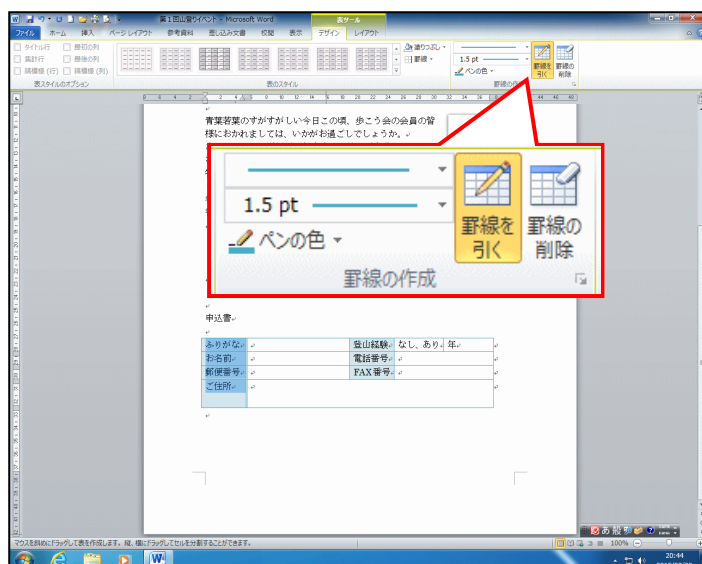 第1回山登りイベント - Microsoft Word
表ツール
ファイル ホーム 挿入 ページ レイアウト 参考資料 差し込み文書 校閲 表示 デザイン レイアウト
タイトル行 最初の列
集計行 最後の列
縞模様 (行) 縞模様 (列)
表スタイルのオプション
表のスタイル
塗りつぶし
罫線
1.5 pt
ペンの色
罫線を引く
罫線の削除
青葉若葉のすがすがしい今日この頃、歩こう会の会員の皆
様におかれましては、いかがお過ごしでしょうか。
1.5 pt
ペンの色
罫線を
引く
罫線の
削除
罫線の作成
申込書
ふりがな 登山経験 なし、あり 年
お名前 電話番号
郵便番号 FAX 番号
ご住所
マウスを斜めにドラッグして表を作成します。縦、横にドラッグしてセルを分割することができます。
100%
あ 般
20:44